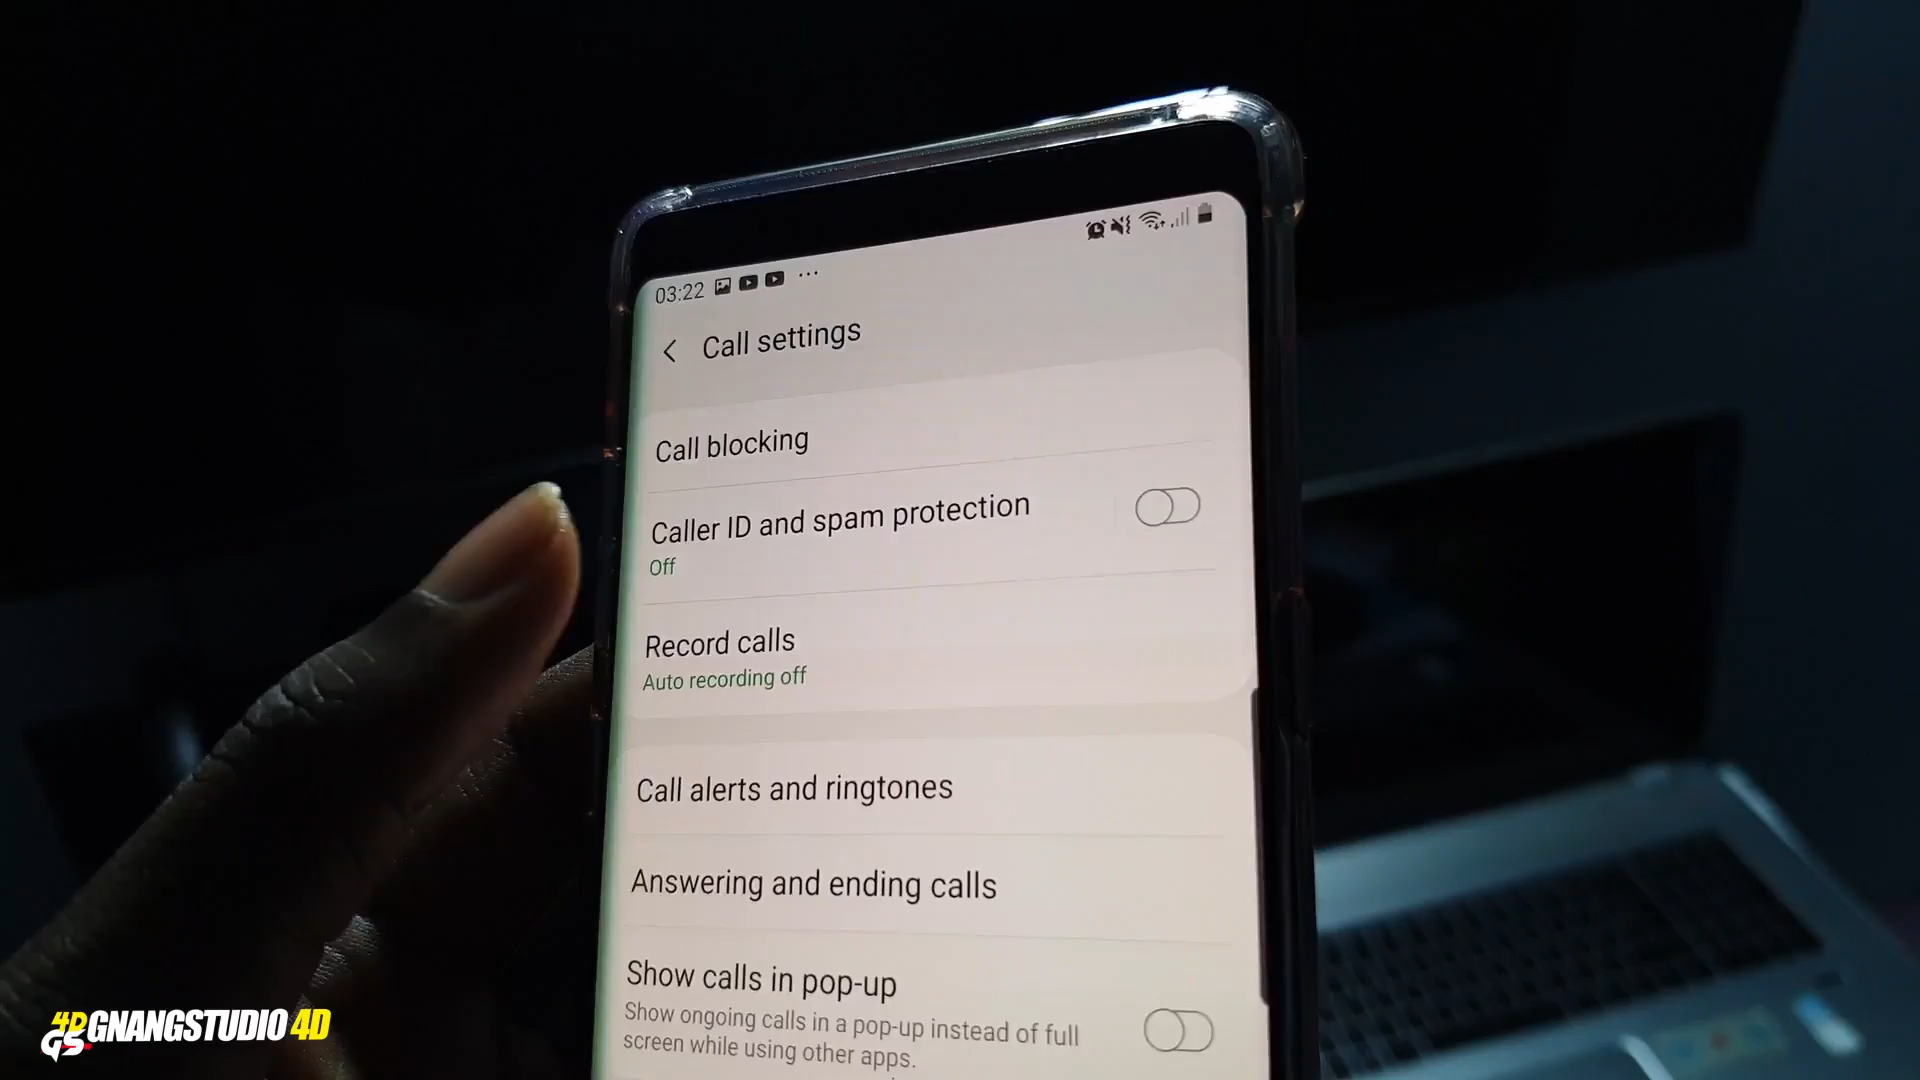 03:22
Call settings
Call blocking
Caller ID and spam protection
Off
Record calls
Auto recording off
Call alerts and ringtones
Answering and ending calls
Show calls in pop-up
Show ongoing calls in a pop-up instead of full
screen while using other apps.
4D GS GNANGSTUDIO 4D